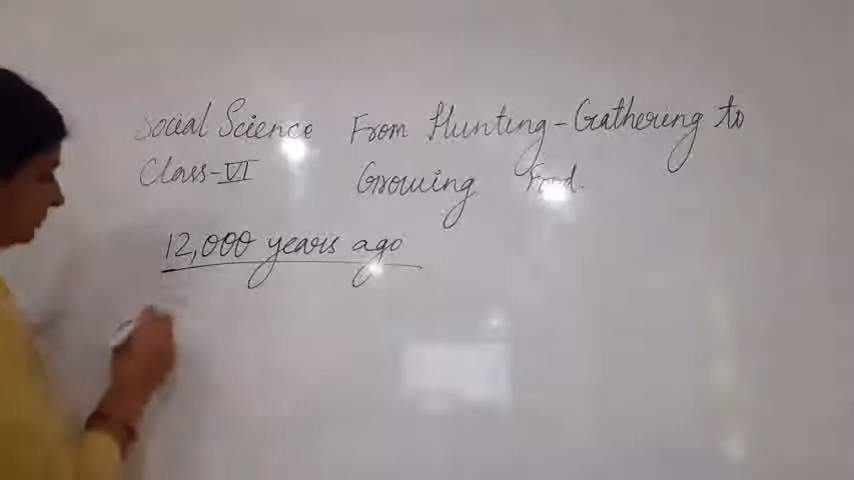 Social Science From Hunting-Gathering to
Class-VI Growing Food.
12,000 years ago